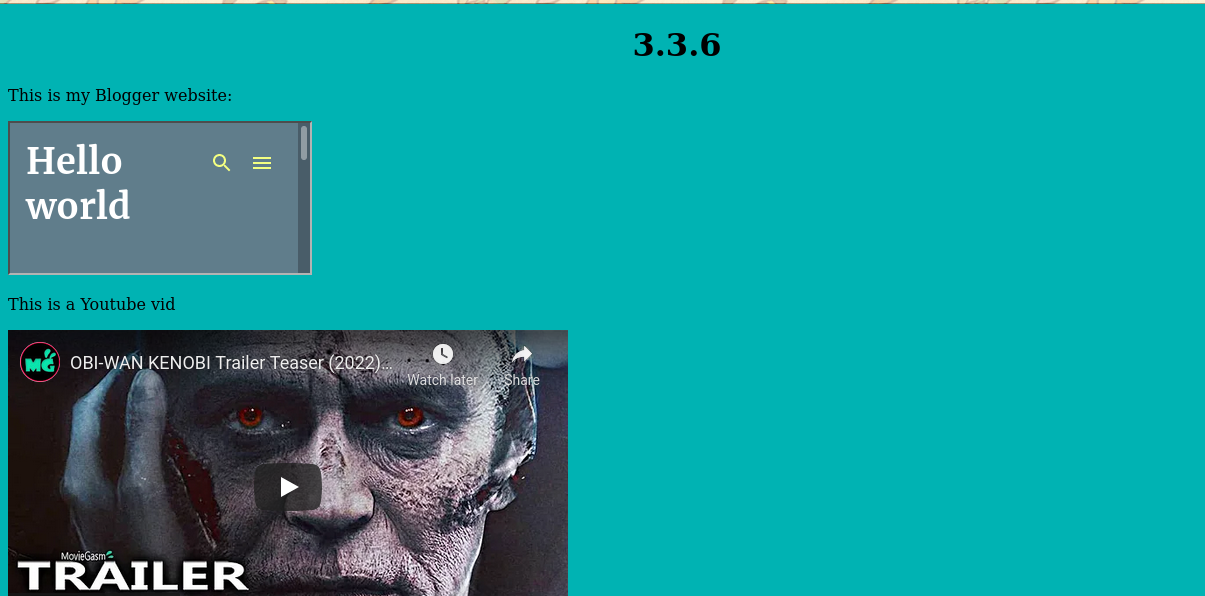 3.3.6
This is my Blogger website:
Hello
world
This is a Youtube vid
MG
OBI-WAN KENOBI Trailer Teaser (2022)...
Watch later
Share
MovieGasm
TRAILER